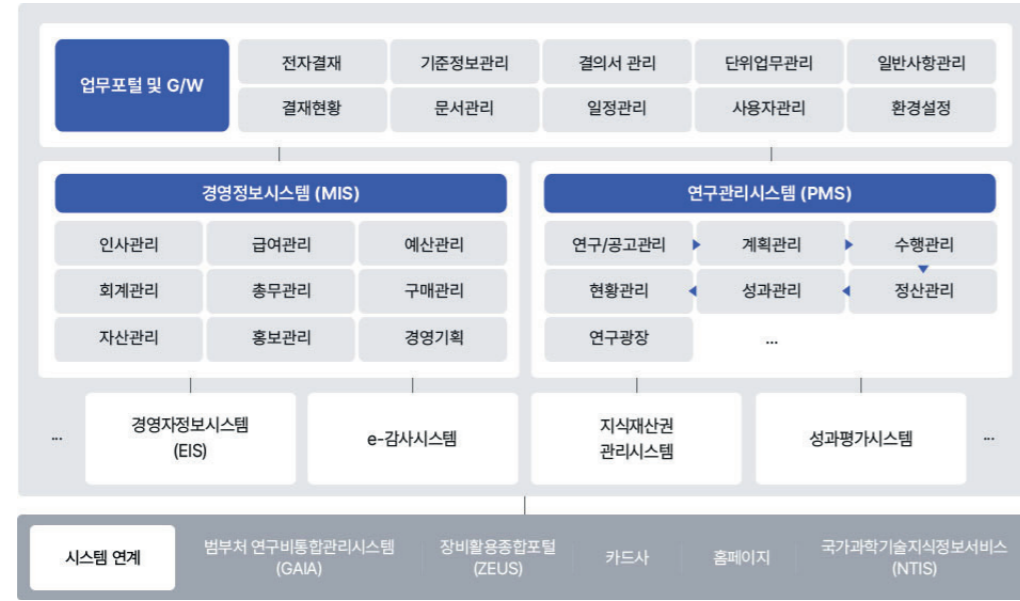 업무포털 및 G/W
전자결재 기준정보관리 결의서 관리 단위업무관리 일반사항관리
결재현황 문서관리 일정관리 사용자관리 환경설정
경영정보시스템 (MIS)
인사관리 급여관리 예산관리
회계관리 총무관리 구매관리
자산관리 홍보관리 경영기획
연구관리시스템 (PMS)
연구/공고관리 계획관리 수행관리
현황관리 성과관리 정산관리
연구광장 ...
...
경영자정보시스템
(EIS)
e-감사시스템
지식재산권
관리시스템
성과평가시스템
...
시스템 연계
범부처 연구비통합관리시스템
(GAIA)
장비활용종합포털
(ZEUS)
카드사
홈페이지
국가과학기술지식정보서비스
(NTIS)